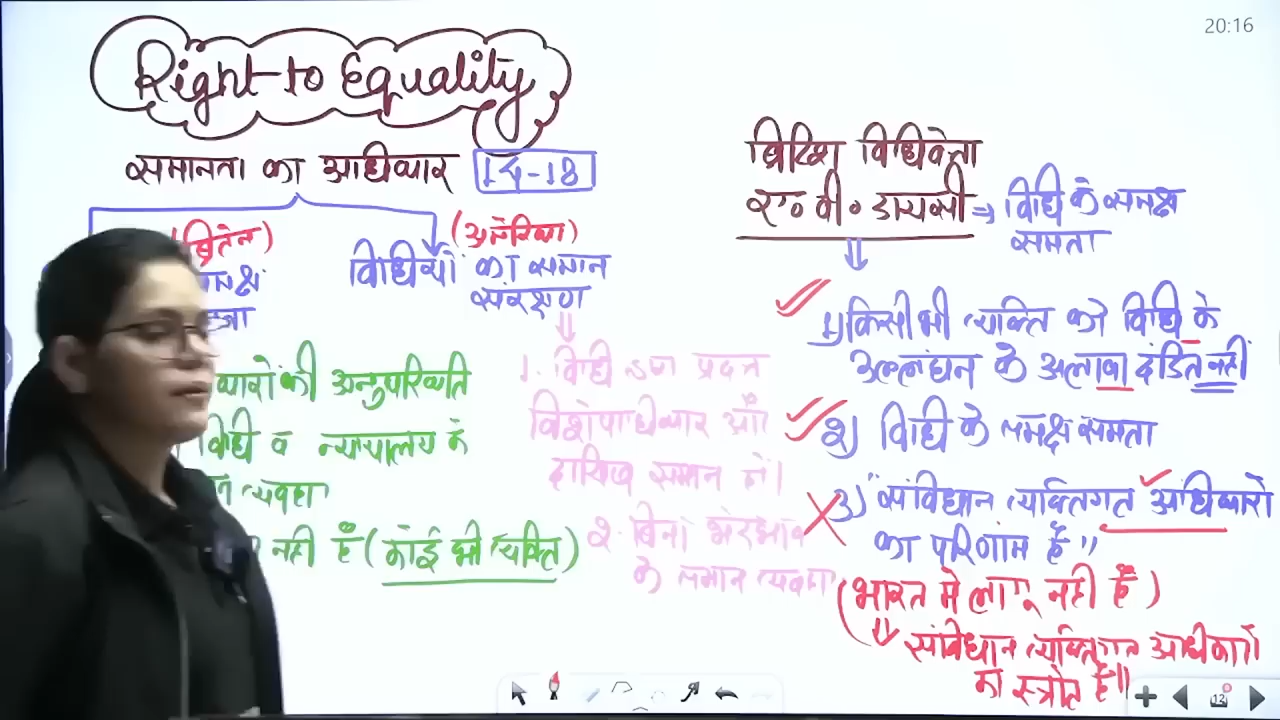 20:16
Right to Equality
समानता का अधिकार 14-18
(ब्रिटेन)
(अमेरिका)
विधियों का समान
संरक्षण
की अनुपस्थिति
विधि व न्यायालय के
नही है (कोई भी व्यक्ति)
1. विधि द्वारा प्रदत्त
विशेषाधिकार और
दायित्व समान हो।
2. बिना भेदभाव
के समान व्यवहार
ब्रिटिश विधिवेता
ए० वी० डायसी ⇒ विधि के समक्ष
समता
1) किसी भी व्यक्ति को विधि के
उल्लंघन के अलावा दंडित नहीं
2) विधि के समक्ष समता
3) "संविधान व्यक्तिगत अधिकारो
का परिणाम है"
(भारत मे लागू नही है)
संविधान व्यक्तिगत अधिकारो
का स्त्रोत है"
12